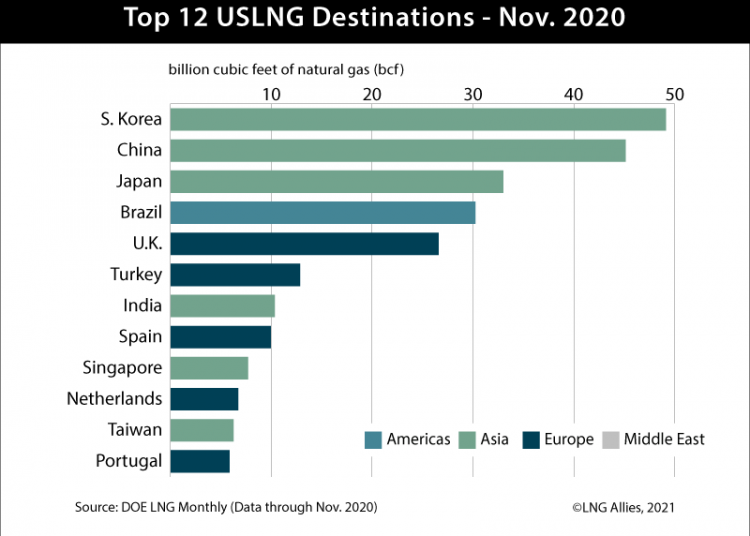 Top 12 USLNG Destinations - Nov. 2020
billion cubic feet of natural gas (bcf)
10 20 30 40 50
S. Korea
China
Japan
Brazil
U.K.
Turkey
India
Spain
Singapore
Netherlands
Taiwan
Americas Asia Europe Middle East
Portugal
Source: DOE LNG Monthly (Data through Nov. 2020) ©LNG Allies, 2021